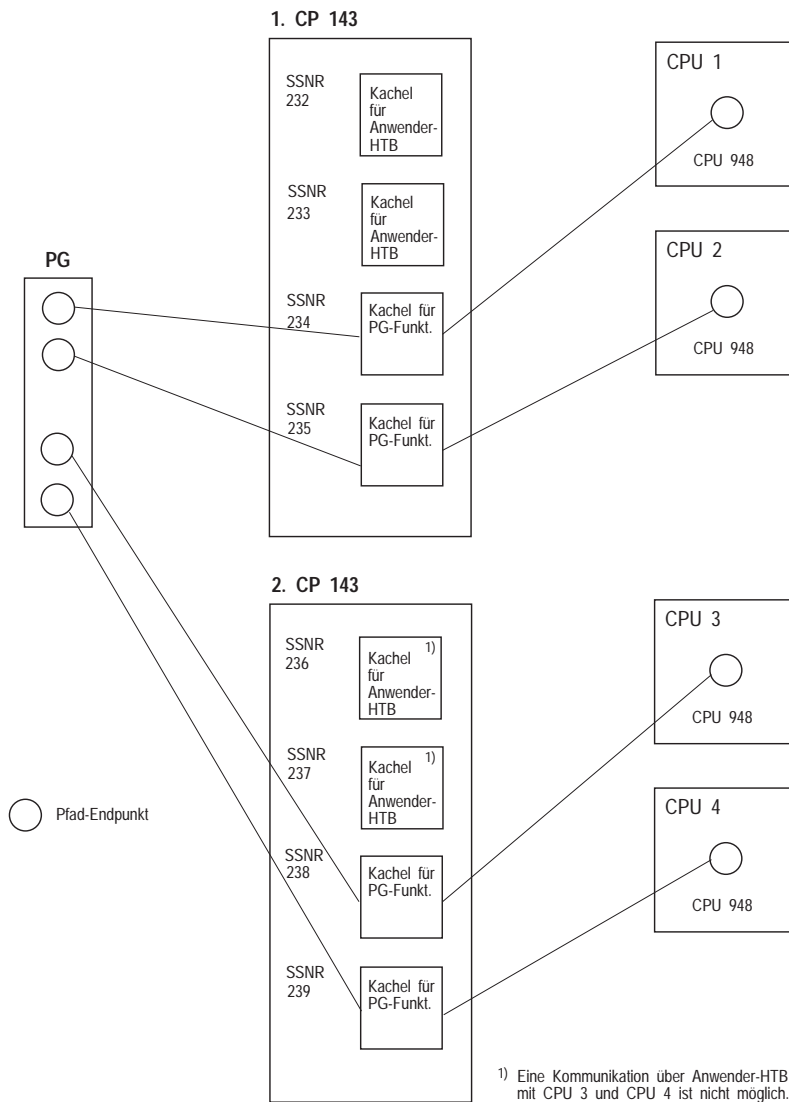 1. CP 143
SSNR
232
Kachel
für
Anwender-
HTB
SSNR
233
Kachel
für
Anwender-
HTB
SSNR
234
Kachel für
PG-Funkt.
SSNR
235
Kachel für
PG-Funkt.
CPU 1
CPU 948
CPU 2
CPU 948
PG
2. CP 143
SSNR
236
Kachel 1)
für
Anwender-
HTB
SSNR
237
Kachel 1)
für
Anwender-
HTB
SSNR
238
Kachel für
PG-Funkt.
SSNR
239
Kachel für
PG-Funkt.
CPU 3
CPU 948
CPU 4
CPU 948
Pfad-Endpunkt
1) Eine Kommunikation über Anwender-HTB
mit CPU 3 und CPU 4 ist nicht möglich.